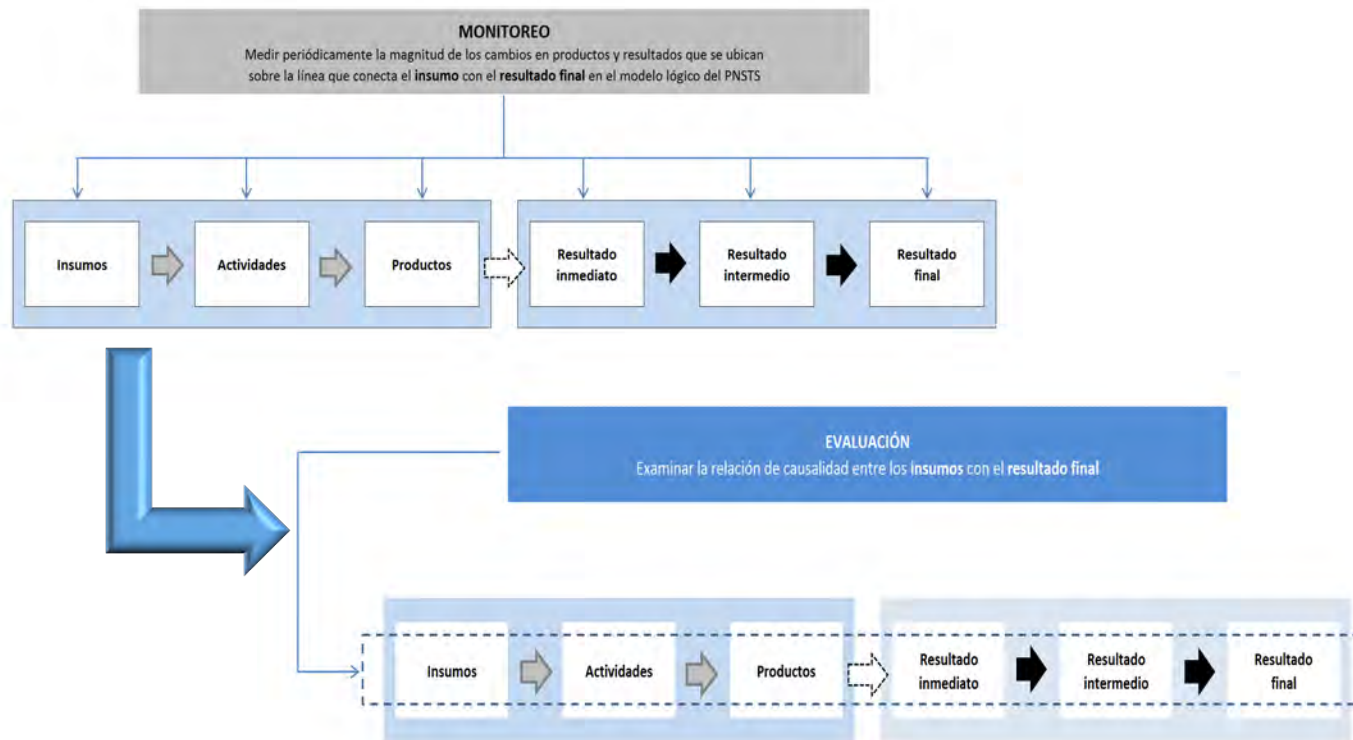 MONITOREO
Medir periódicamente la magnitud de los cambios en productos y resultados que se ubican
sobre la línea que conecta el insumo con el resultado final en el modelo lógico del PNSTS
Insumos
Actividades
Productos
Resultado
inmediato
Resultado
intermedio
Resultado
final
EVALUACIÓN
Examinar la relación de causalidad entre los insumos con el resultado final
Insumos
Actividades
Productos
Resultado
inmediato
Resultado
intermedio
Resultado
final